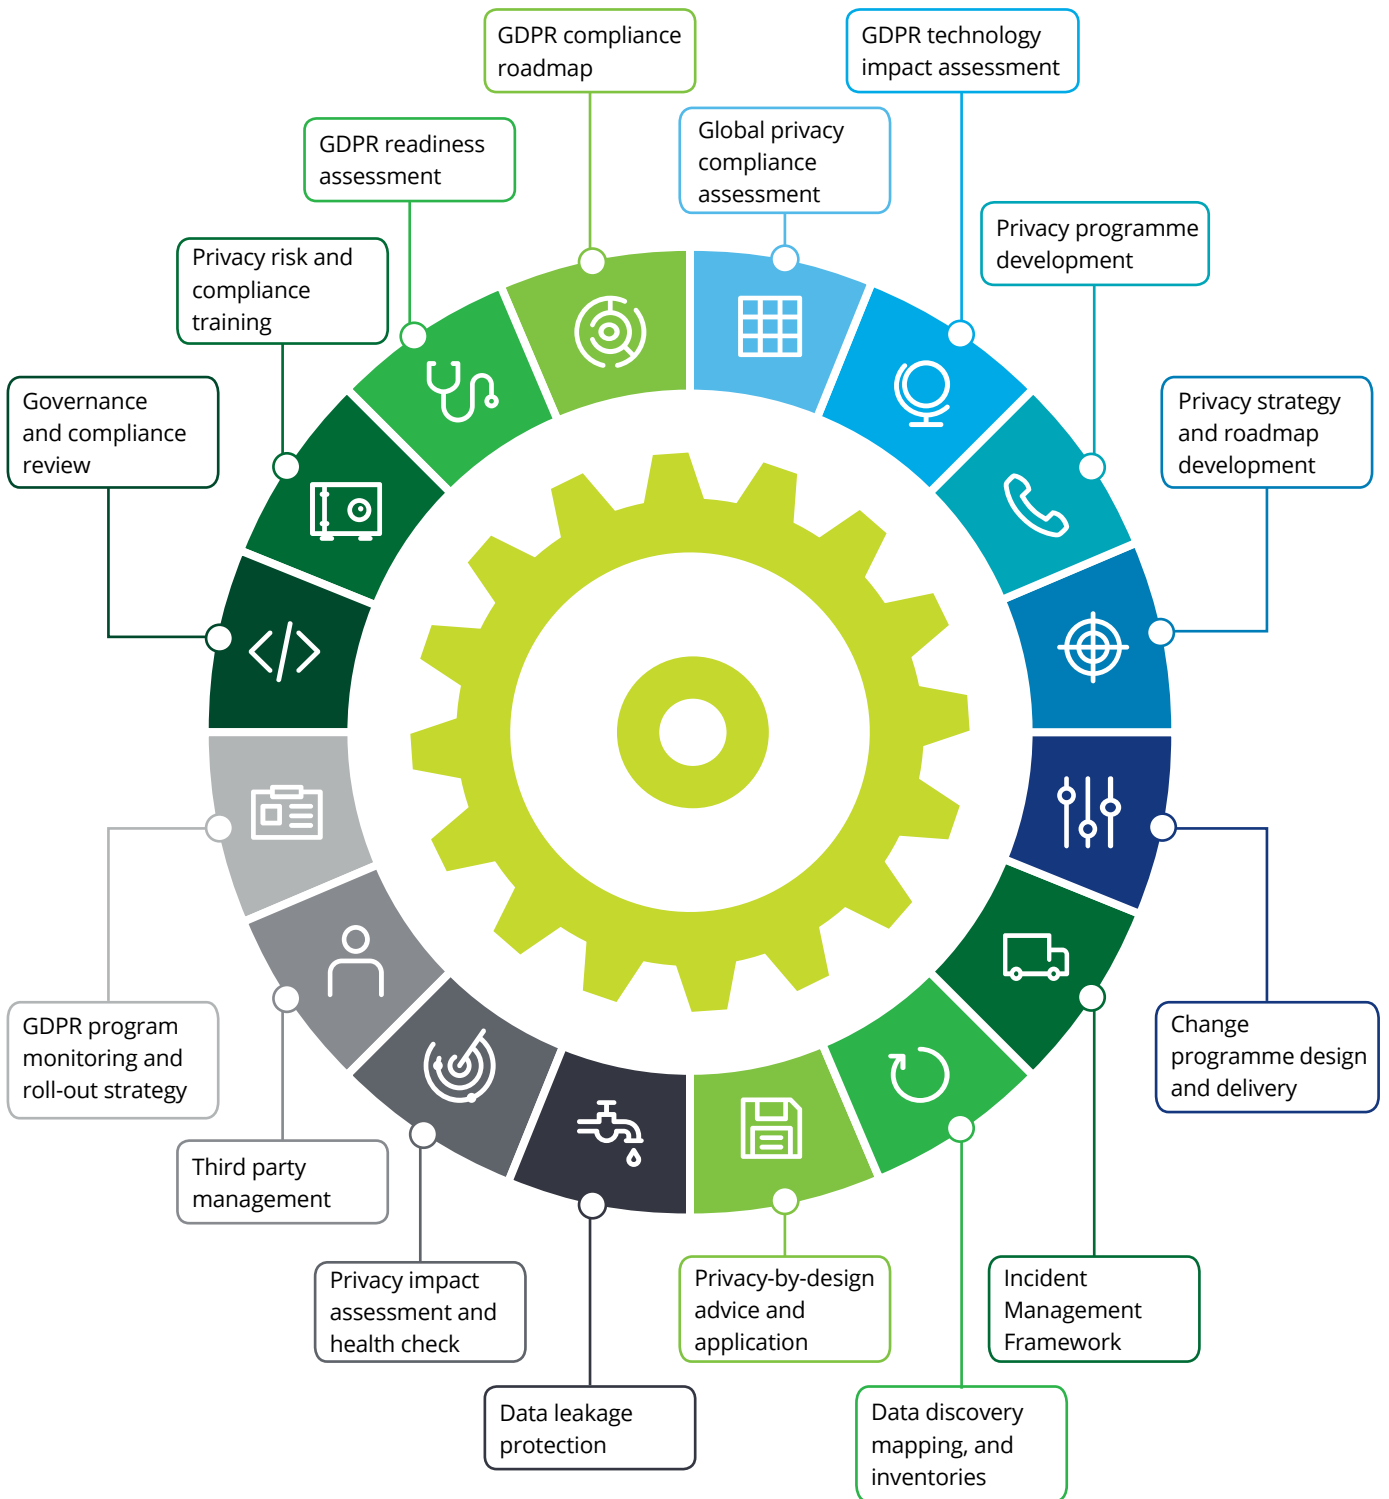 GDPR compliance
roadmap
GDPR technology
impact assessment
Global privacy
compliance
assessment
GDPR readiness
assessment
Privacy programme
development
Privacy risk and
compliance
training
Privacy strategy
and roadmap
development
Governance
and compliance
review
GDPR program
monitoring and
roll-out strategy
Change
programme design
and delivery
Third party
management
Privacy impact
assessment and
health check
Privacy-by-design
advice and
application
Incident
Management
Framework
Data leakage
protection
Data discovery
mapping, and
inventories